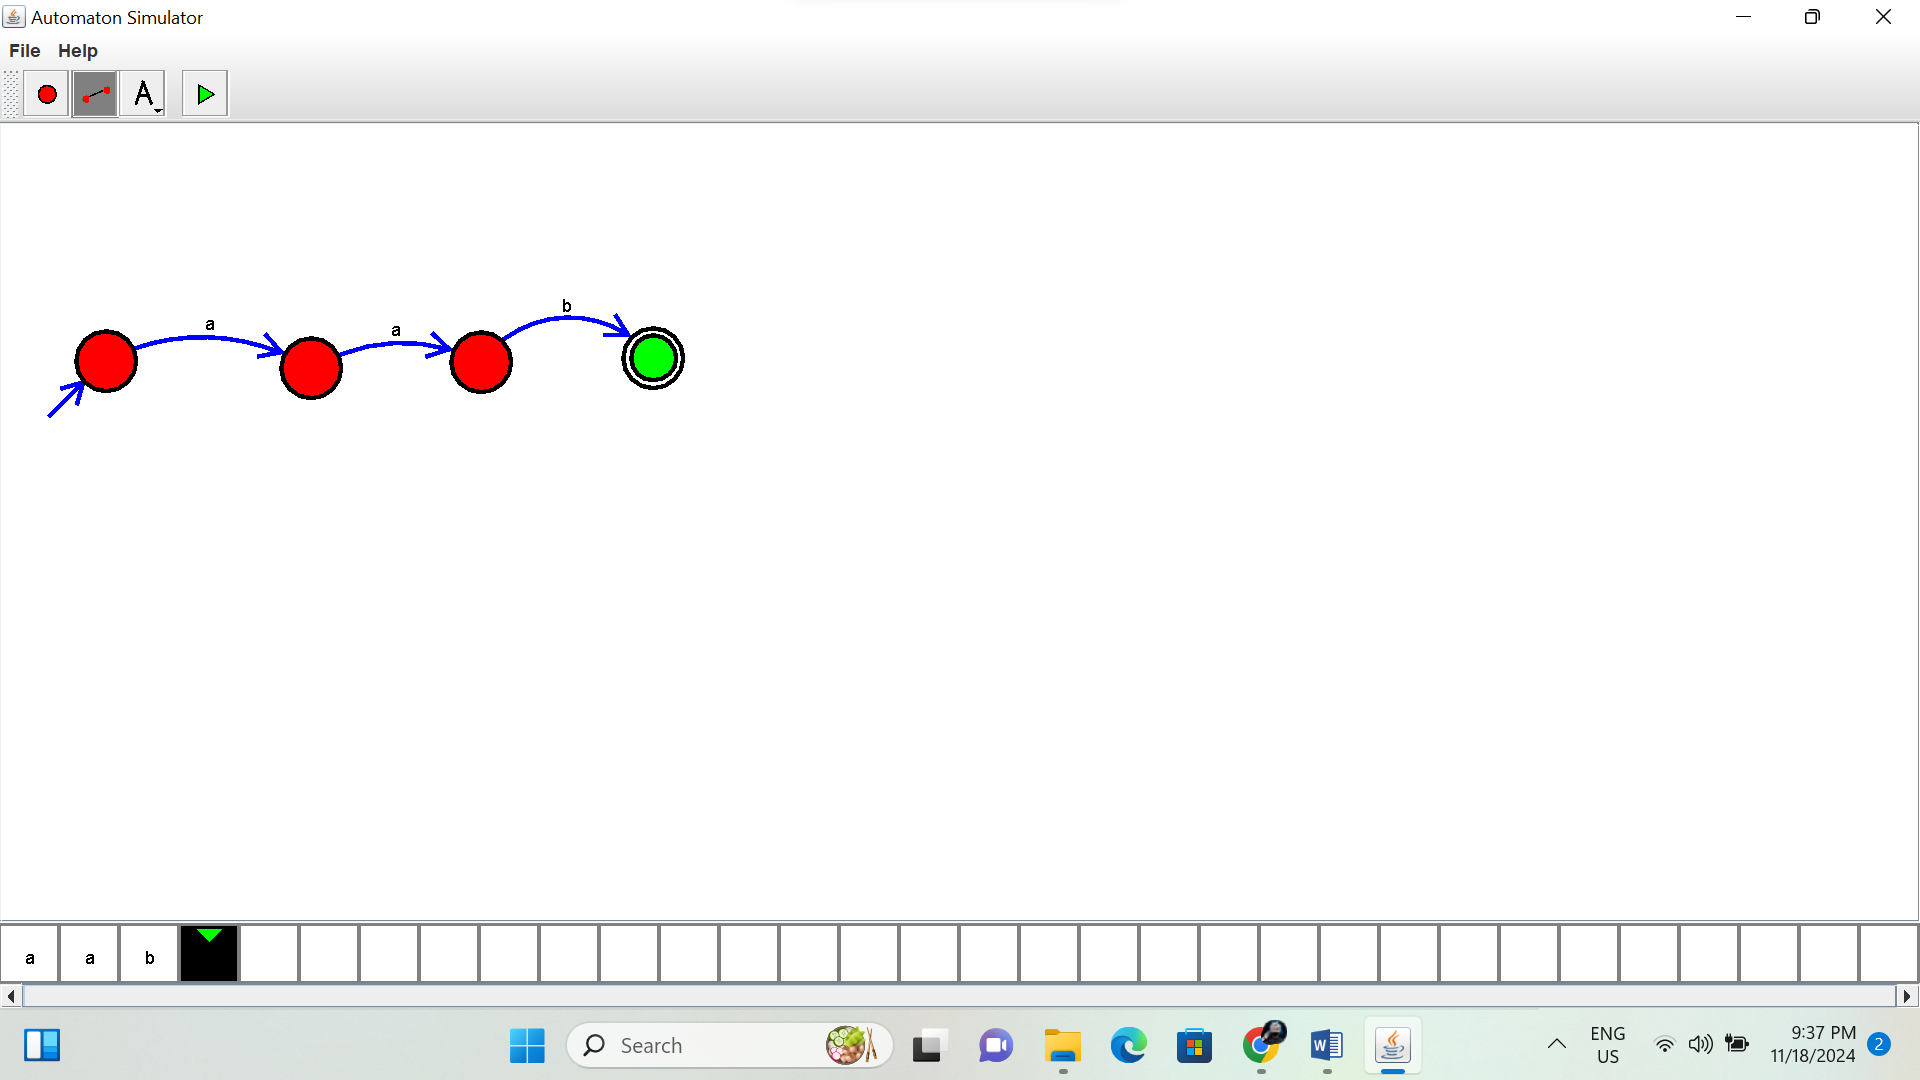 Automaton Simulator
File Help
A
a
a
b
a a b
Search
ENG
US
9:37 PM
11/18/2024
2